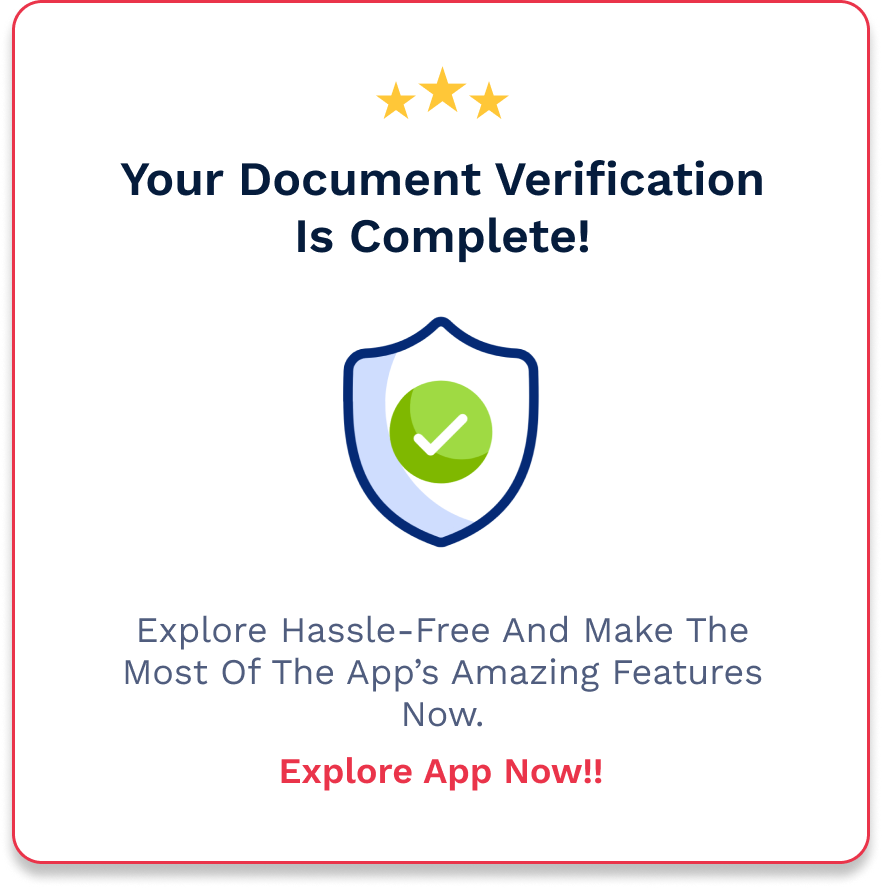 Your Document Verification
Is Complete!
Explore Hassle-Free And Make The
Most Of The App’s Amazing Features
Now.
Explore App Now!!